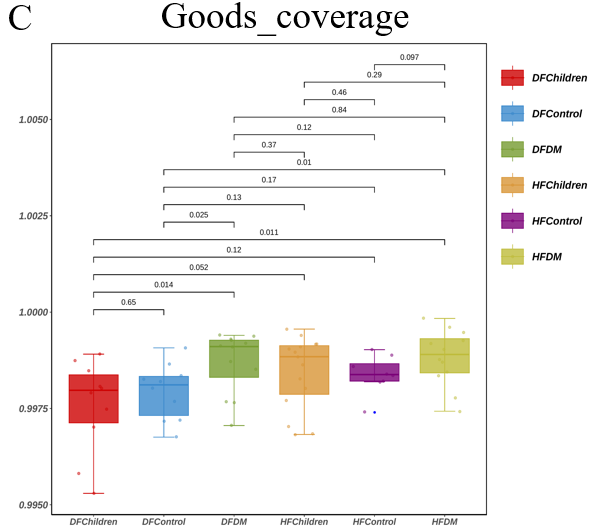 C Goods_coverage
0.097
0.29
0.46
0.84
0.12
0.37
0.01
0.17
0.13
0.025
0.011
0.12
0.052
0.014
0.65
1.0050
1.0025
1.0000
0.9975
0.9950
DFChildren DFControl DFDM HFChildren HFControl HFDM
DFChildren
DFControl
DFDM
HFChildren
HFControl
HFDM